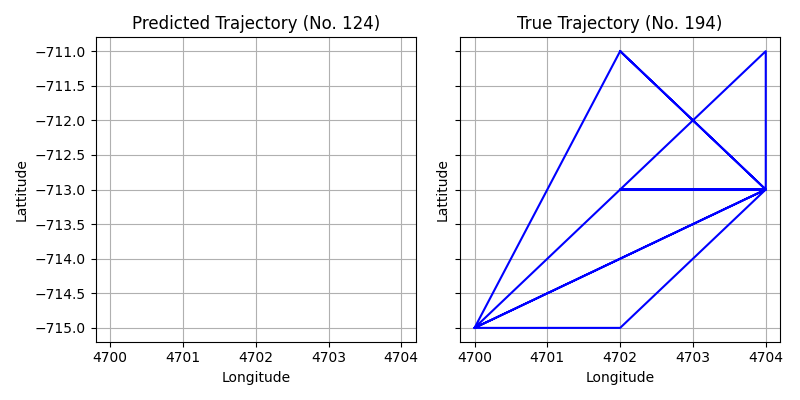 Predicted Trajectory (No. 124)
True Trajectory (No. 194)
Lattitude
−711.0
−711.5
−712.0
−712.5
−713.0
−713.5
−714.0
−714.5
−715.0
4700 4701 4702 4703 4704
Longitude
Lattitude
4700 4701 4702 4703 4704
Longitude